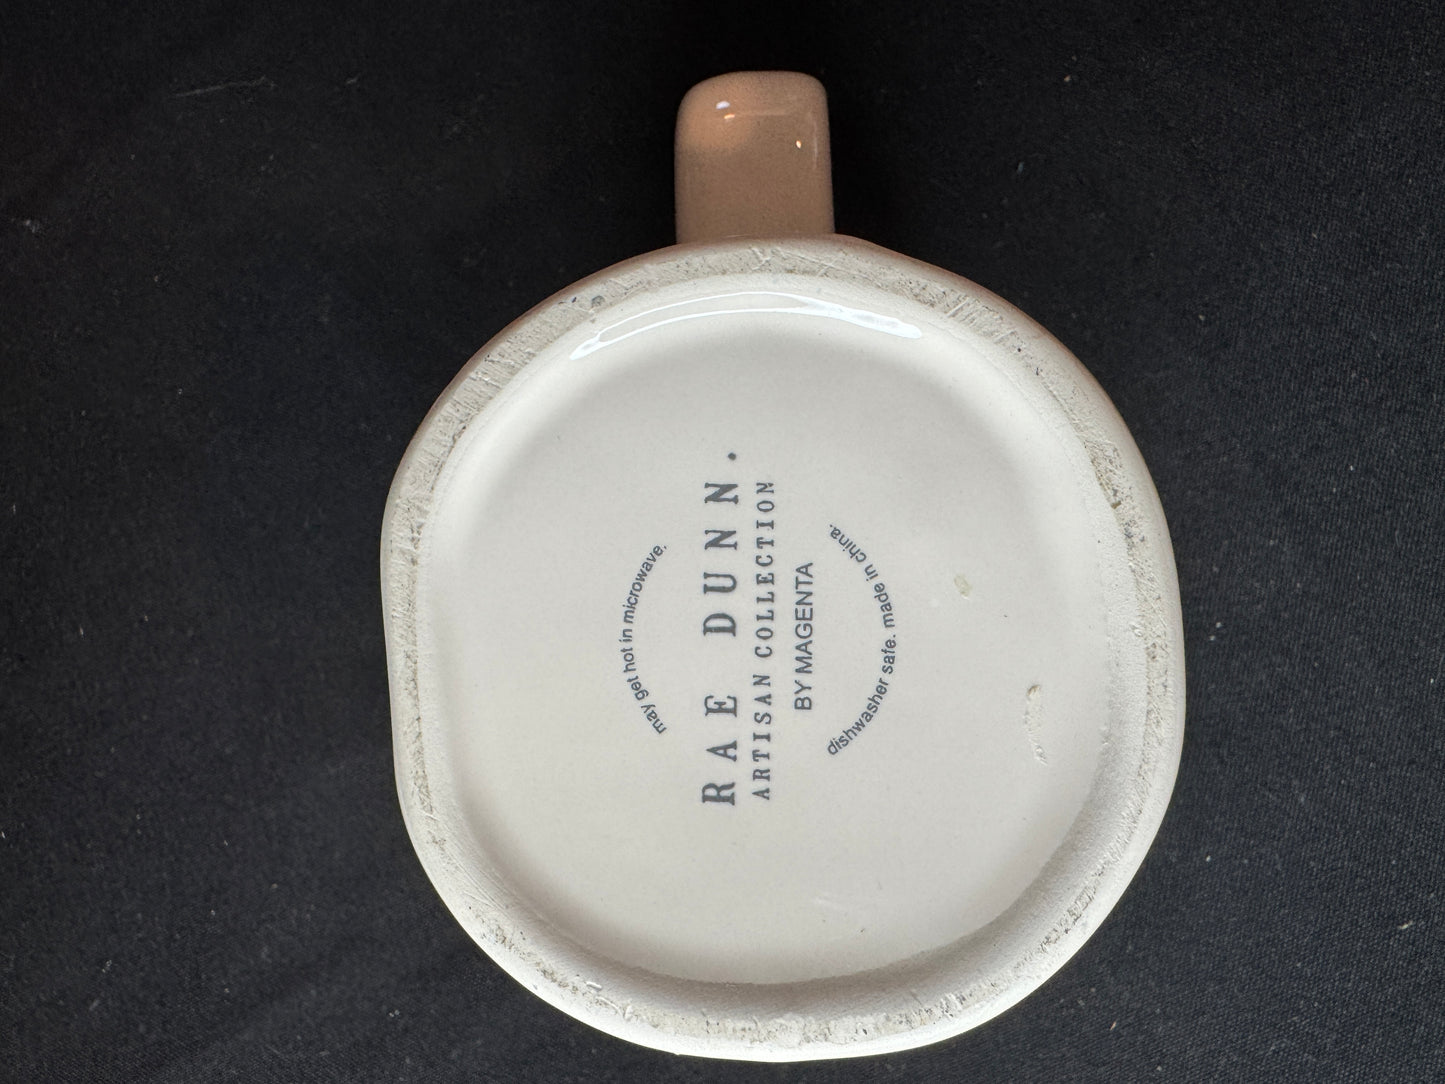 may get hot in microwave.
RAE DUNN.
ARTISAN COLLECTION
BY MAGENTA
dishwasher safe. made in china.